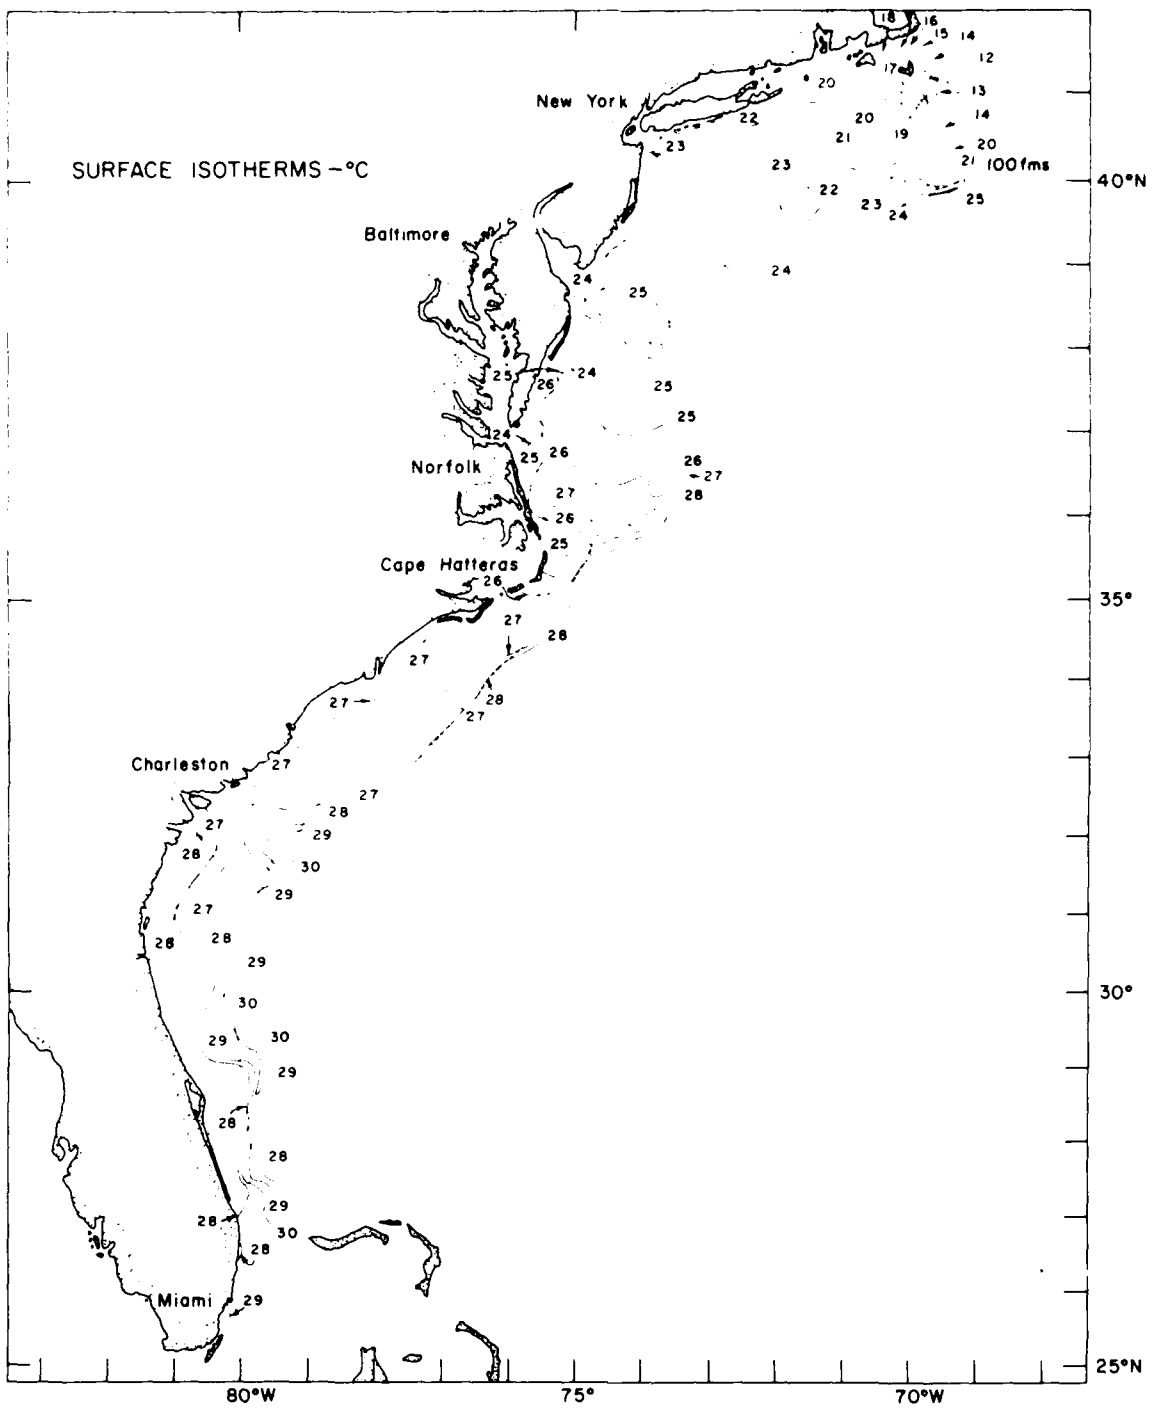 18 16
15 14
12
17
20 13
New York
22 20 14
21 19 20
23
SURFACE ISOTHERMS -°C
23 21 100 fms
40°N
22 23 24 25
Baltimore
24 24
25
25 26 24
25
25
24
25 26
Norfolk
26
27
27 28
26
25
Cape Hatteras
26
35°
27
28
27
27 28
27
Charleston 27
27
28
27 29
28
30
29
27
28 28
29
30°
30
29 30
29
28
28
29
28
30
28
Miami 29
25°N
80°W 75° 70°W